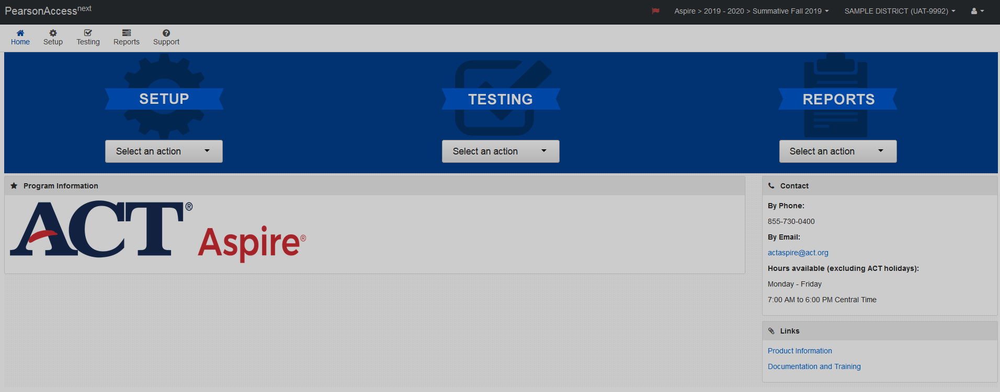 PearsonAccessnext
Aspire > 2019 - 2020 > Summative Fall 2019
SAMPLE DISTRICT (UAT-9992)
Home
Setup
Testing
Reports
Support
SETUP
TESTING
REPORTS
Select an action
Select an action
Select an action
Program Information
ACT® Aspire®
Contact
By Phone:
855-730-0400
By Email:
actaspire@act.org
Hours available (excluding ACT holidays):
Monday - Friday
7:00 AM to 6:00 PM Central Time
Links
Product Information
Documentation and Training